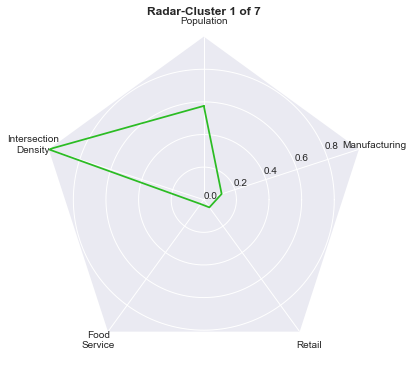 Radar-Cluster 1 of 7
Population
Intersection
Density
Manufacturing
0.8
0.6
0.4
0.2
0.0
Food
Service
Retail